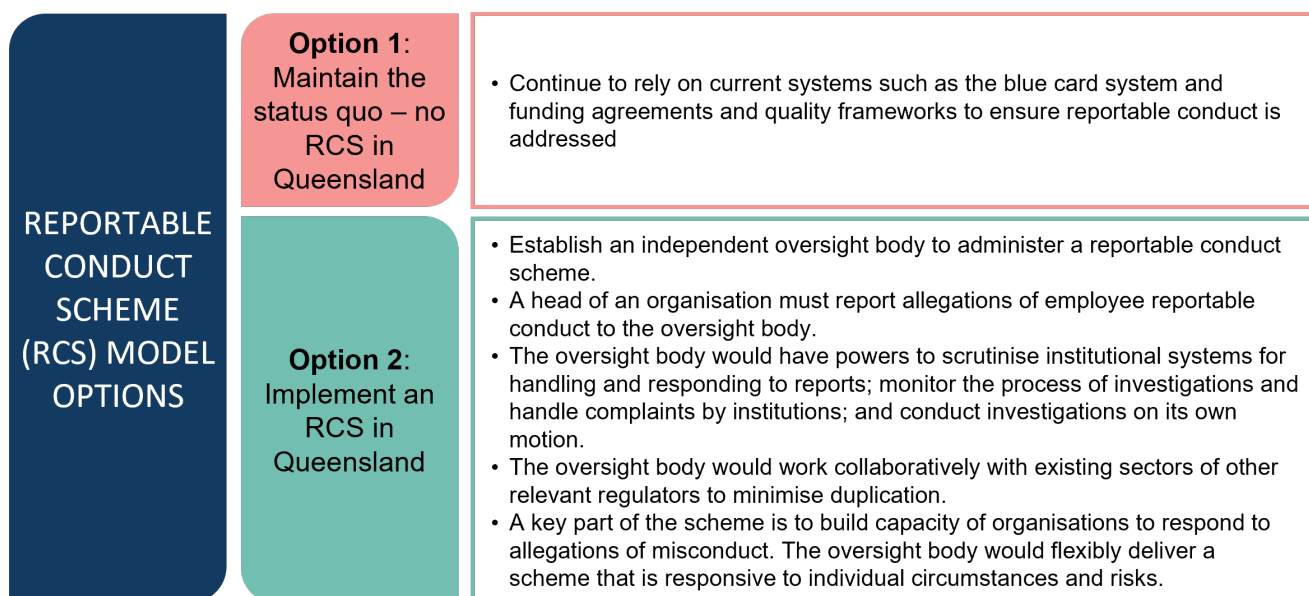 REPORTABLE
CONDUCT
SCHEME
(RCS) MODEL
OPTIONS
Option 1:
Maintain the
status quo – no
RCS in
Queensland
• Continue to rely on current systems such as the blue card system and
funding agreements and quality frameworks to ensure reportable conduct is
addressed
Option 2:
Implement an
RCS in
Queensland
• Establish an independent oversight body to administer a reportable conduct
scheme.
• A head of an organisation must report allegations of employee reportable
conduct to the oversight body.
• The oversight body would have powers to scrutinise institutional systems for
handling and responding to reports; monitor the process of investigations and
handle complaints by institutions; and conduct investigations on its own
motion.
• The oversight body would work collaboratively with existing sectors of other
relevant regulators to minimise duplication.
• A key part of the scheme is to build capacity of organisations to respond to
allegations of misconduct. The oversight body would flexibly deliver a
scheme that is responsive to individual circumstances and risks.